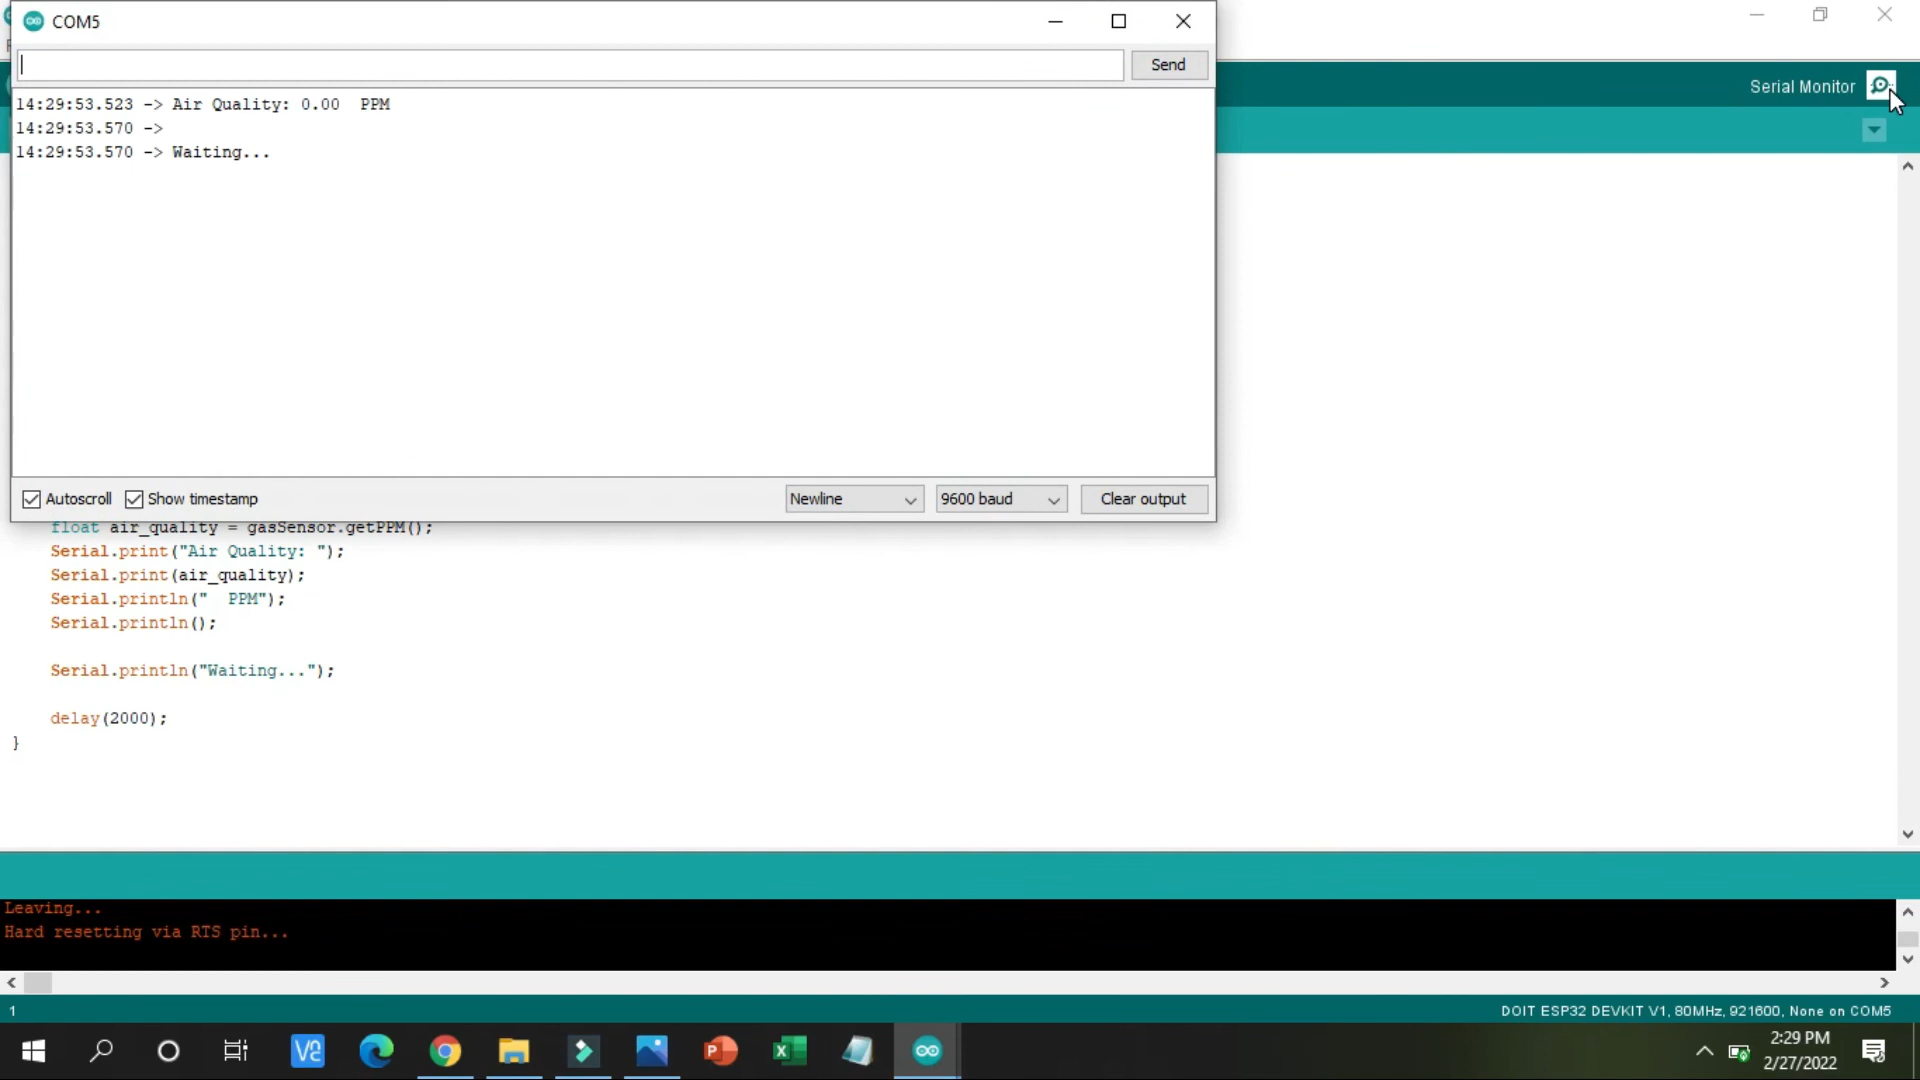 COM5
Send
14:29:53.523 -> Air Quality: 0.00  PPM
14:29:53.570 ->
14:29:53.570 -> Waiting...
Serial Monitor
Autoscroll
Show timestamp
Newline
9600 baud
Clear output
float air_quality = gasSensor.getPPM();
Serial.print("Air Quality: ");
Serial.print(air_quality);
Serial.println("  PPM");
Serial.println();
Serial.println("Waiting...");
delay(2000);
}
Leaving...
Hard resetting via RTS pin...
1
DOIT ESP32 DEVKIT V1, 80MHz, 921600, None on COM5
2:29 PM
2/27/2022